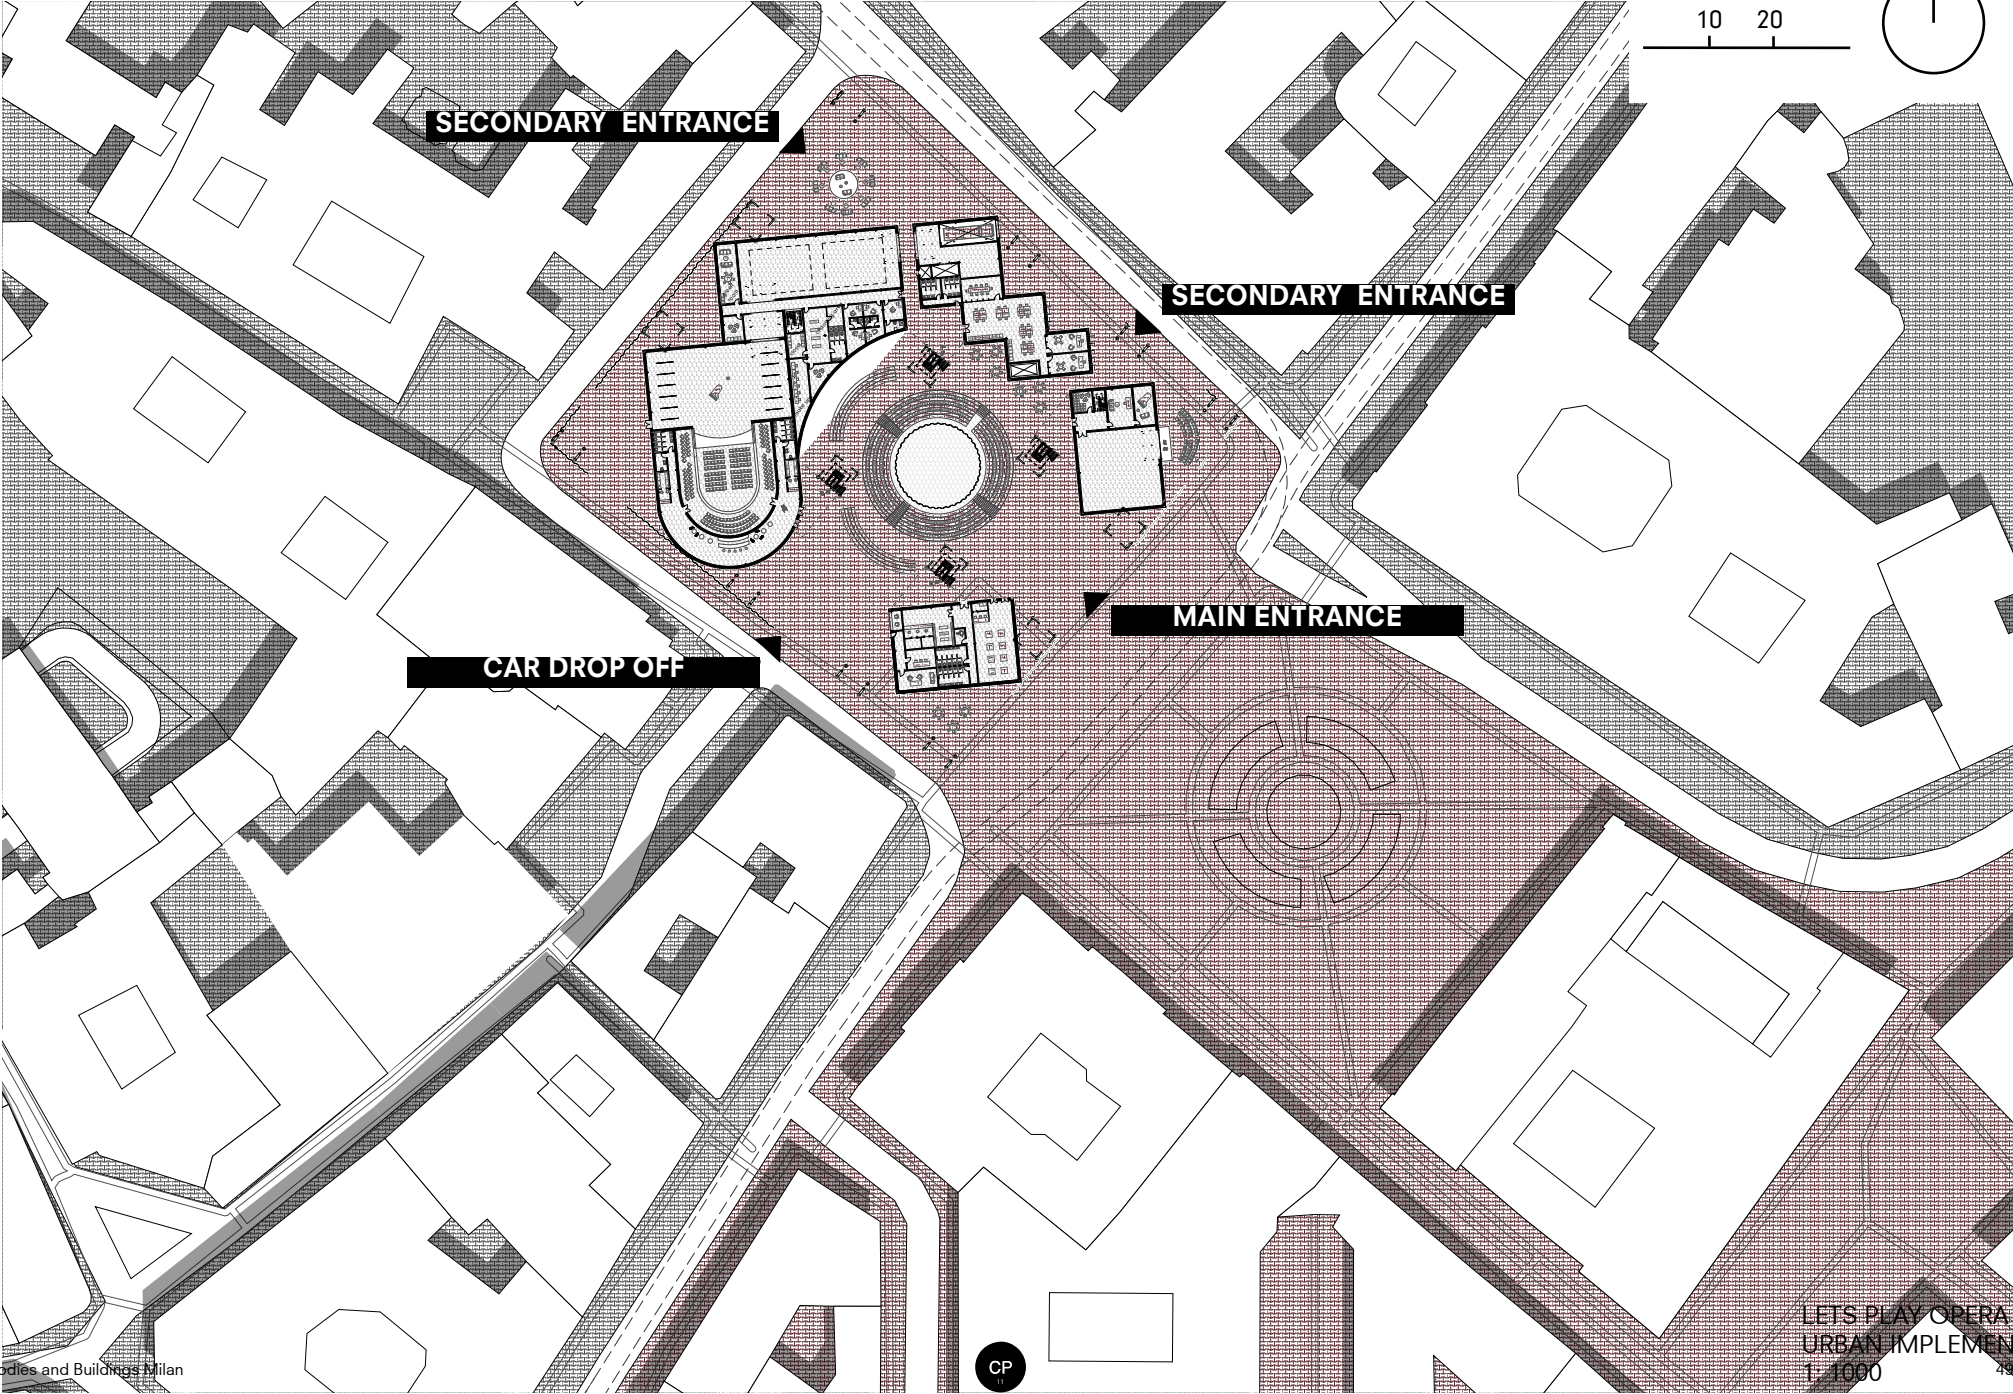 10 20
SECONDARY ENTRANCE
SECONDARY ENTRANCE
MAIN ENTRANCE
CAR DROP OFF
LETS PLAY OPERA
URBAN IMPLEMEN
1: 1000
odies and Buildings Milan
CP
11